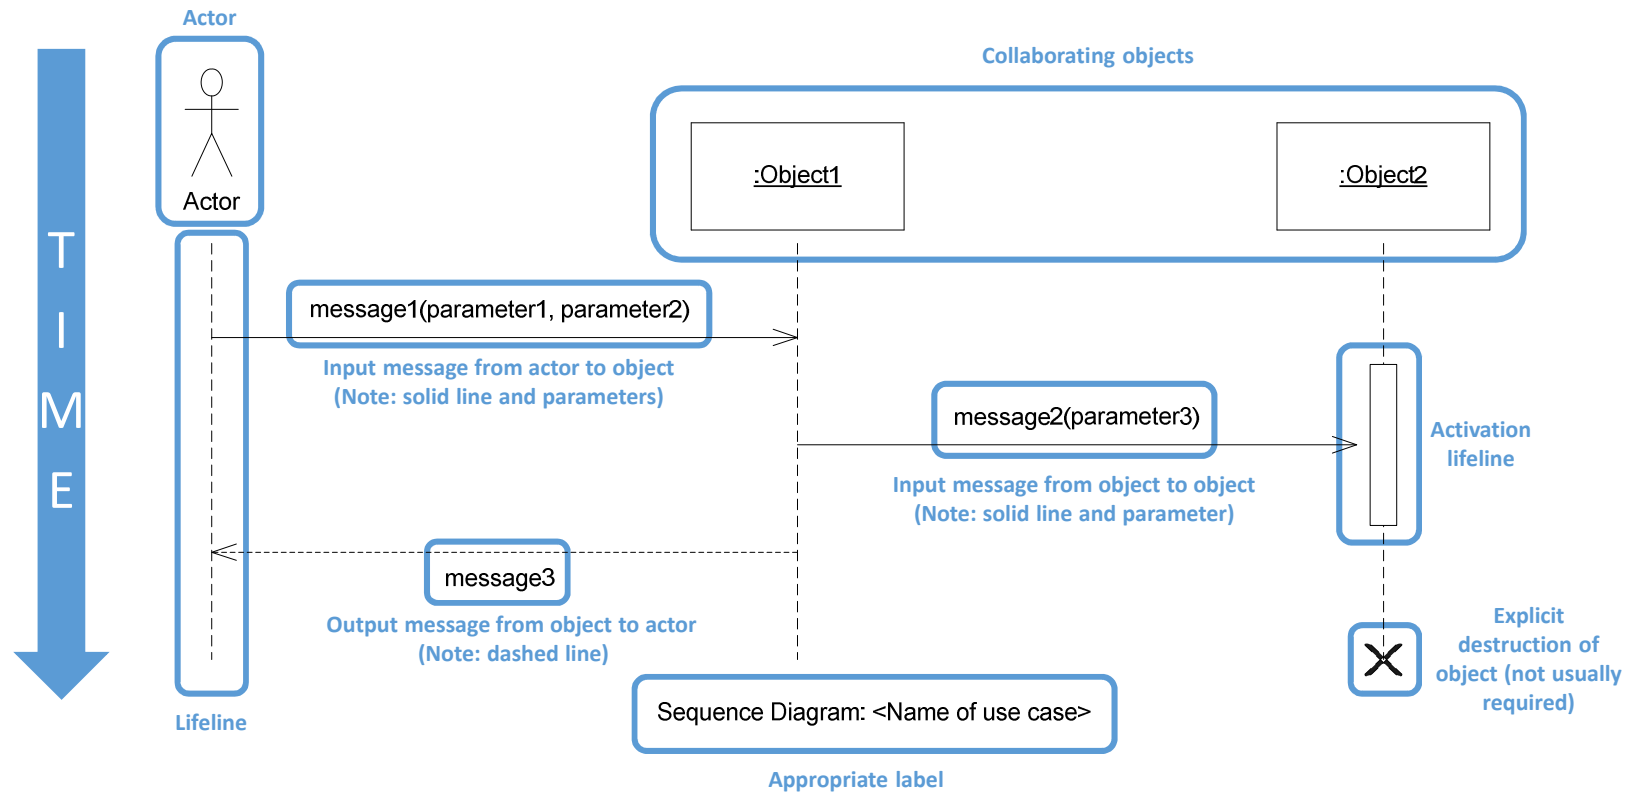 Actor
Collaborating objects
:Object1
:Object2
Actor
T
I
M
E
message1(parameter1, parameter2)
Input message from actor to object
(Note: solid line and parameters)
message2(parameter3)
Activation
lifeline
Input message from object to object
(Note: solid line and parameter)
message3
Output message from object to actor
(Note: dashed line)
Explicit
destruction of
object (not usually
required)
Lifeline
Sequence Diagram: <Name of use case>
Appropriate label